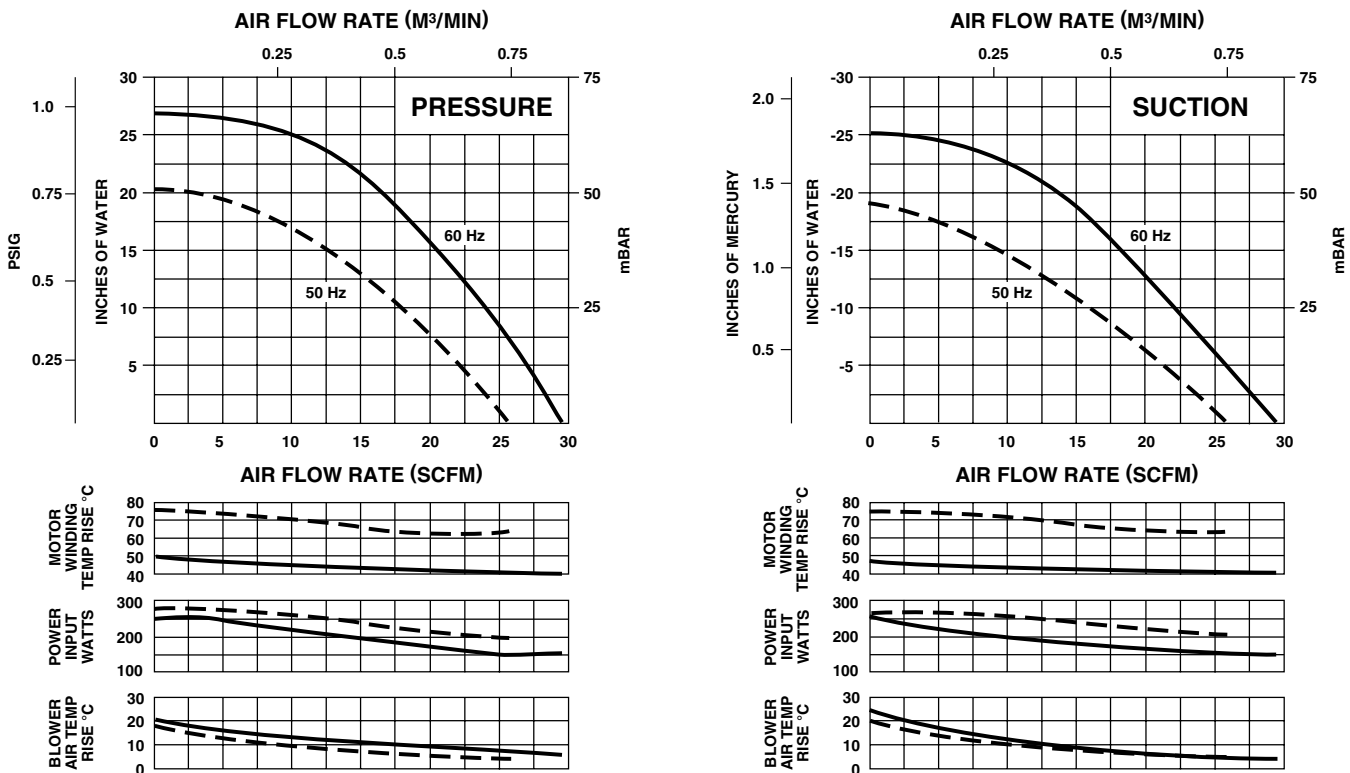 AIR FLOW RATE (M³/MIN)
0.25 0.5 0.75
PRESSURE
PSIG
1.0
0.75
0.5
0.25
INCHES OF WATER
30
25
20
15
10
5
mBAR
75
50
25
60 Hz
50 Hz
0 5 10 15 20 25 30
AIR FLOW RATE (SCFM)
MOTOR
WINDING
TEMP RISE °C
80
70
60
50
40
POWER
INPUT
WATTS
300
200
100
BLOWER
AIR TEMP
RISE °C
30
20
10
0
AIR FLOW RATE (M³/MIN)
0.25 0.5 0.75
SUCTION
INCHES OF MERCURY
2.0
1.5
1.0
0.5
INCHES OF WATER
-30
-25
-20
-15
-10
-5
mBAR
75
50
25
60 Hz
50 Hz
0 5 10 15 20 25 30
AIR FLOW RATE (SCFM)
MOTOR
WINDING
TEMP RISE °C
80
70
60
50
40
POWER
INPUT
WATTS
300
200
100
BLOWER
AIR TEMP
RISE °C
30
20
10
0